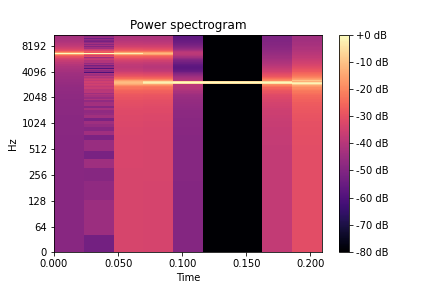 Power spectrogram
8192
4096
2048
1024
512
256
128
64
0
Hz
0.000 0.050 0.100 0.150 0.200
Time
+0 dB
-10 dB
-20 dB
-30 dB
-40 dB
-50 dB
-60 dB
-70 dB
-80 dB